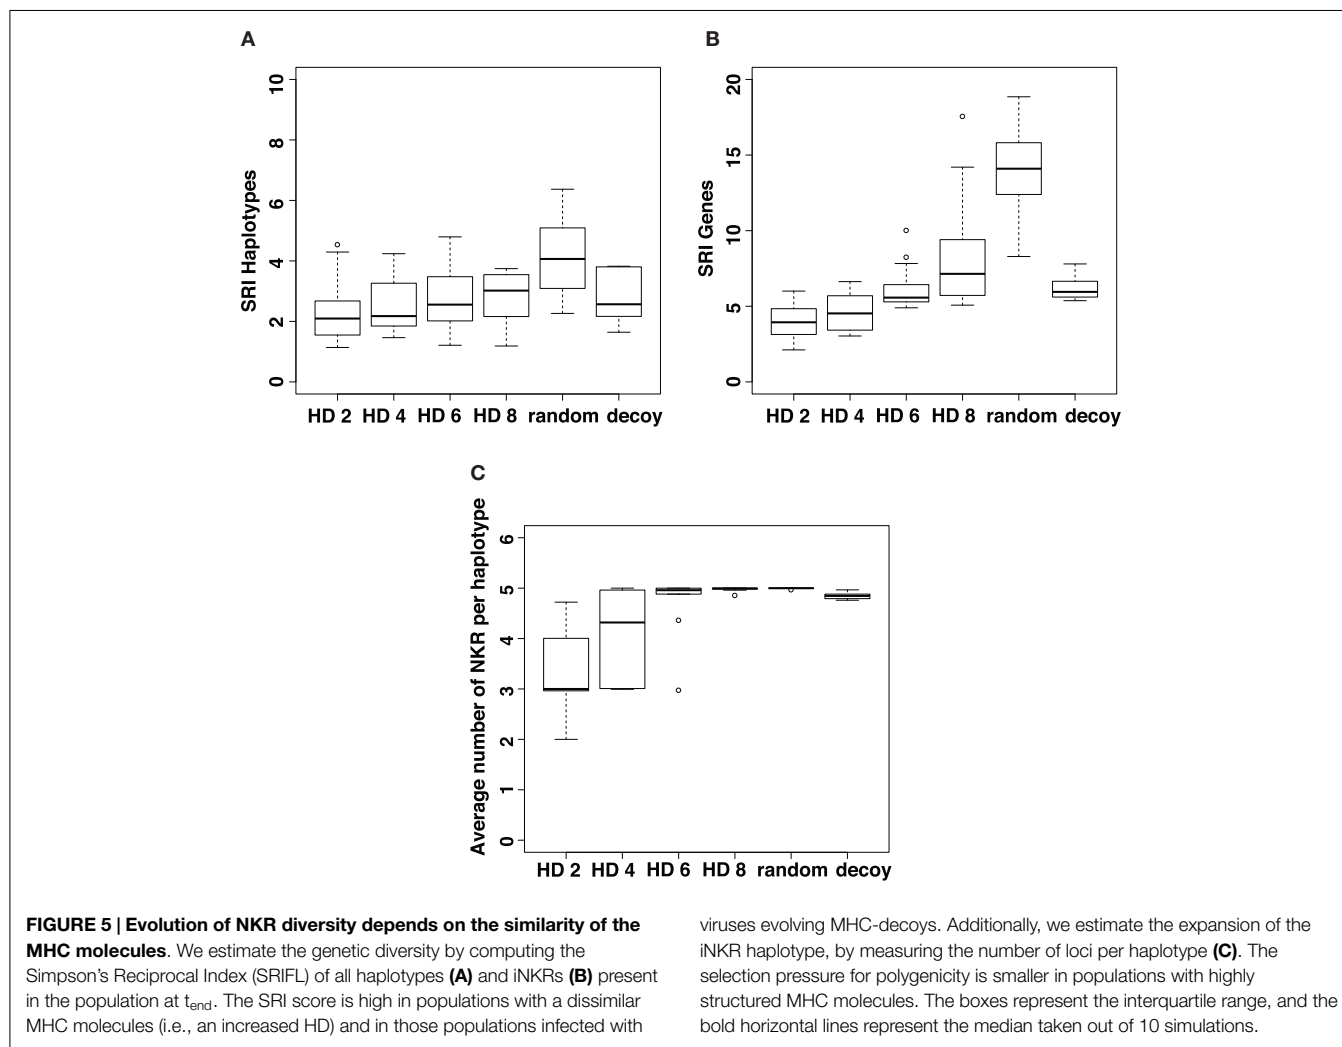 A
SRI Haplotypes
10
8
6
4
2
0
HD 2 HD 4 HD 6 HD 8 random decoy
B
SRI Genes
20
15
10
5
0
HD 2 HD 4 HD 6 HD 8 random decoy
C
Average number of NKR per haplotype
6
5
4
3
2
1
0
HD 2 HD 4 HD 6 HD 8 random decoy
FIGURE 5 | Evolution of NKR diversity depends on the similarity of the
MHC molecules. We estimate the genetic diversity by computing the
Simpson's Reciprocal Index (SRIFL) of all haplotypes (A) and iNKRs (B) present
in the population at tend. The SRI score is high in populations with a dissimilar
MHC molecules (i.e., an increased HD) and in those populations infected with
viruses evolving MHC-decoys. Additionally, we estimate the expansion of the
iNKR haplotype, by measuring the number of loci per haplotype (C). The
selection pressure for polygenicity is smaller in populations with highly
structured MHC molecules. The boxes represent the interquartile range, and the
bold horizontal lines represent the median taken out of 10 simulations.